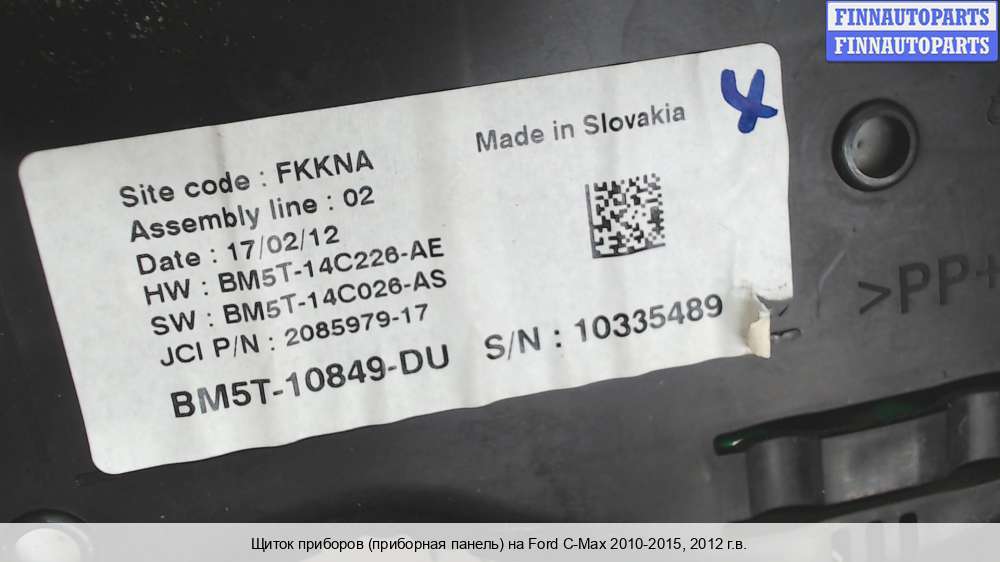 FINNAUTOPARTS
FINNAUTOPARTS
Made in Slovakia
Site code : FKKNA
Assembly line : 02
Date : 17/02/12
HW : BM5T-14C226-AE
SW : BM5T-14C026-AS
JCI P/N : 2085979-17
BM5T-10849-DU S/N : 10335489
>PP+
Щиток приборов (приборная панель) на Ford C-Max 2010-2015, 2012 г.в.